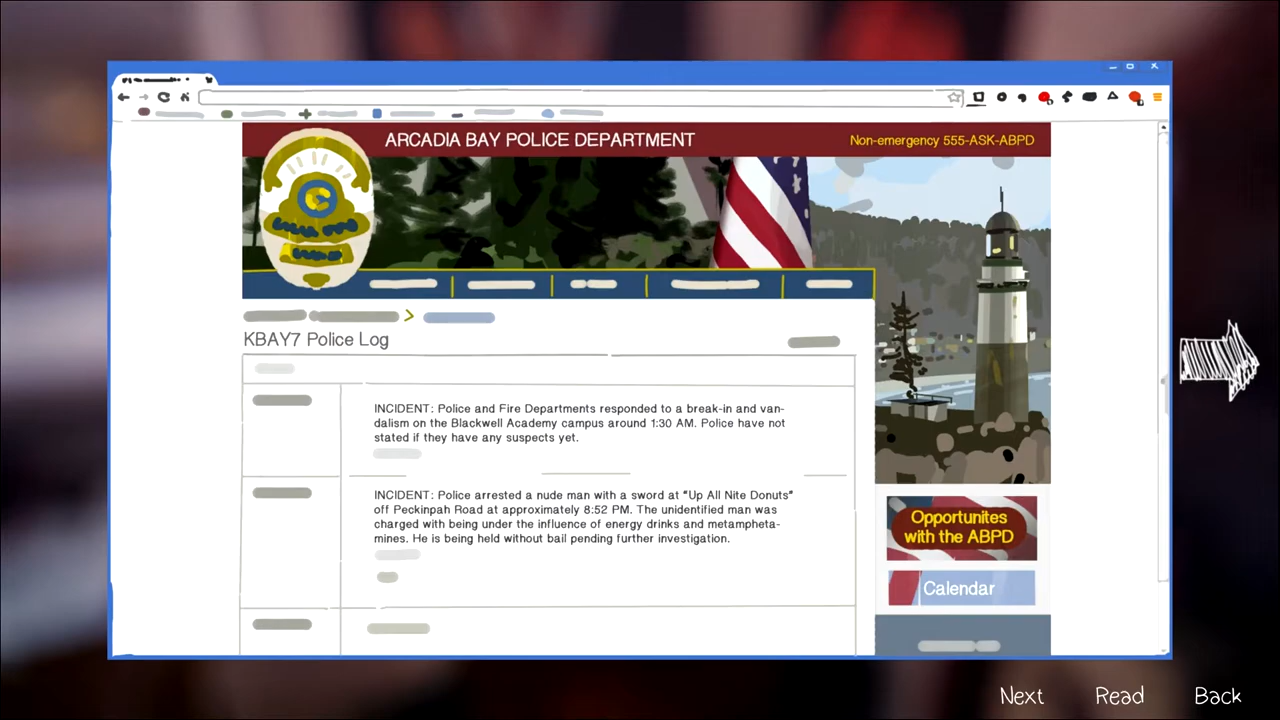 ARCADIA BAY POLICE DEPARTMENT
Non-emergency 555-ASK-ABPD
KBAY7 Police Log
INCIDENT: Police and Fire Departments responded to a break-in and van-
dalism on the Blackwell Academy campus around 1:30 AM. Police have not
stated if they have any suspects yet.
INCIDENT: Police arrested a nude man with a sword at "Up All Nite Donuts"
off Peckinpah Road at approximately 8:52 PM. The unidentified man was
charged with being under the influence of energy drinks and metampheta-
mines. He is being held without bail pending further investigation.
Opportunites
with the ABPD
Calendar
Next
Read
Back